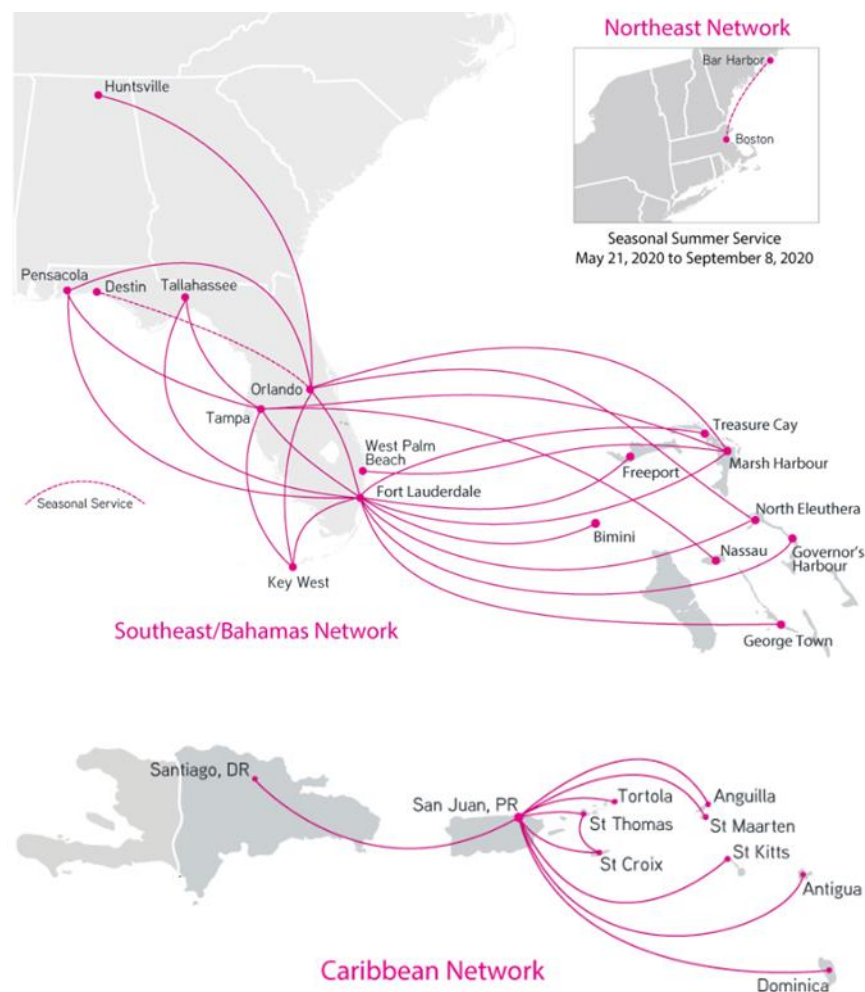 Northeast Network
Bar Harbor
Boston
Seasonal Summer Service
May 21, 2020 to September 8, 2020
Huntsville
Pensacola
Destin
Tallahassee
Orlando
Tampa
West Palm
Beach
Fort Lauderdale
Key West
Treasure Cay
Marsh Harbour
Freeport
North Eleuthera
Bimini
Nassau
Governor's
Harbour
George Town
Seasonal Service
Southeast/Bahamas Network
Santiago, DR
San Juan, PR
Tortola
Anguilla
St Thomas
St Maarten
St Croix
St Kitts
Antigua
Dominica
Caribbean Network